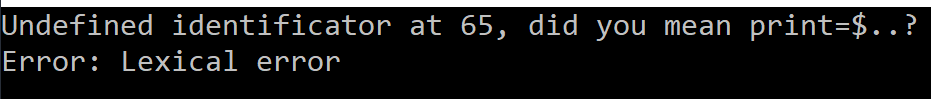 Undefined identificator at 65, did you mean print=$..?
Error: Lexical error